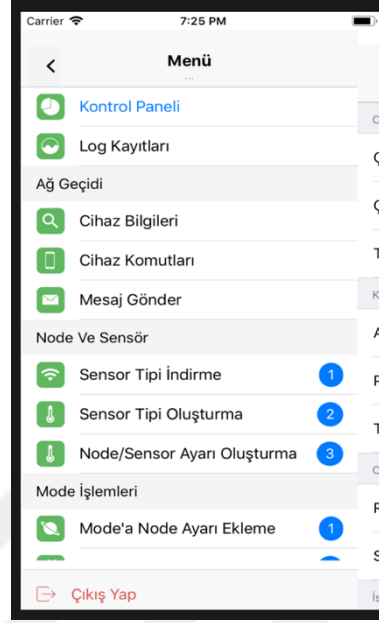 Carrier 7:25 PM
Menü
...
Kontrol Paneli
Log Kayıtları
Ağ Geçidi
Cihaz Bilgileri
Cihaz Komutları
Mesaj Gönder
Node Ve Sensör
Sensor Tipi İndirme 1
Sensor Tipi Oluşturma 2
Node/Sensor Ayarı Oluşturma 3
Mode İşlemleri
Mode'a Node Ayarı Ekleme 1
Çıkış Yap